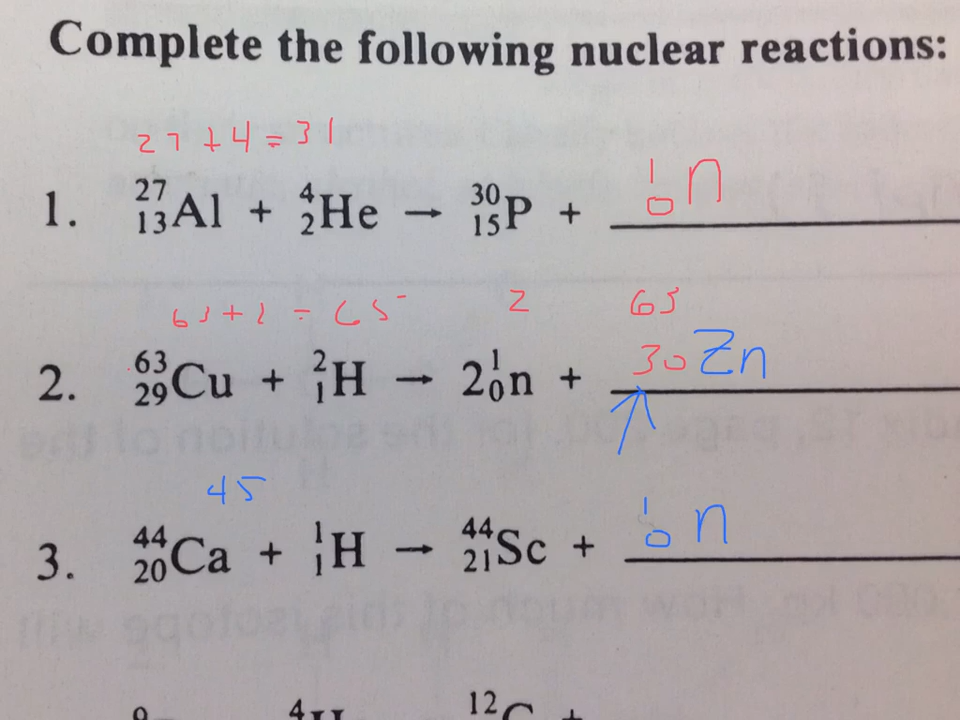 Complete the following nuclear reactions:
27 + 4 = 31
1. ²⁷₁₃Al + ⁴₂He → ³⁰₁₅P + ¹₀n
63 + 2 = 65 2 63
2. ⁶³₂₉Cu + ²₁H → 2¹₀n + ₃₀Zn
45
3. ⁴⁴₂₀Ca + ¹₁H → ⁴⁴₂₁Sc + ¹₀n